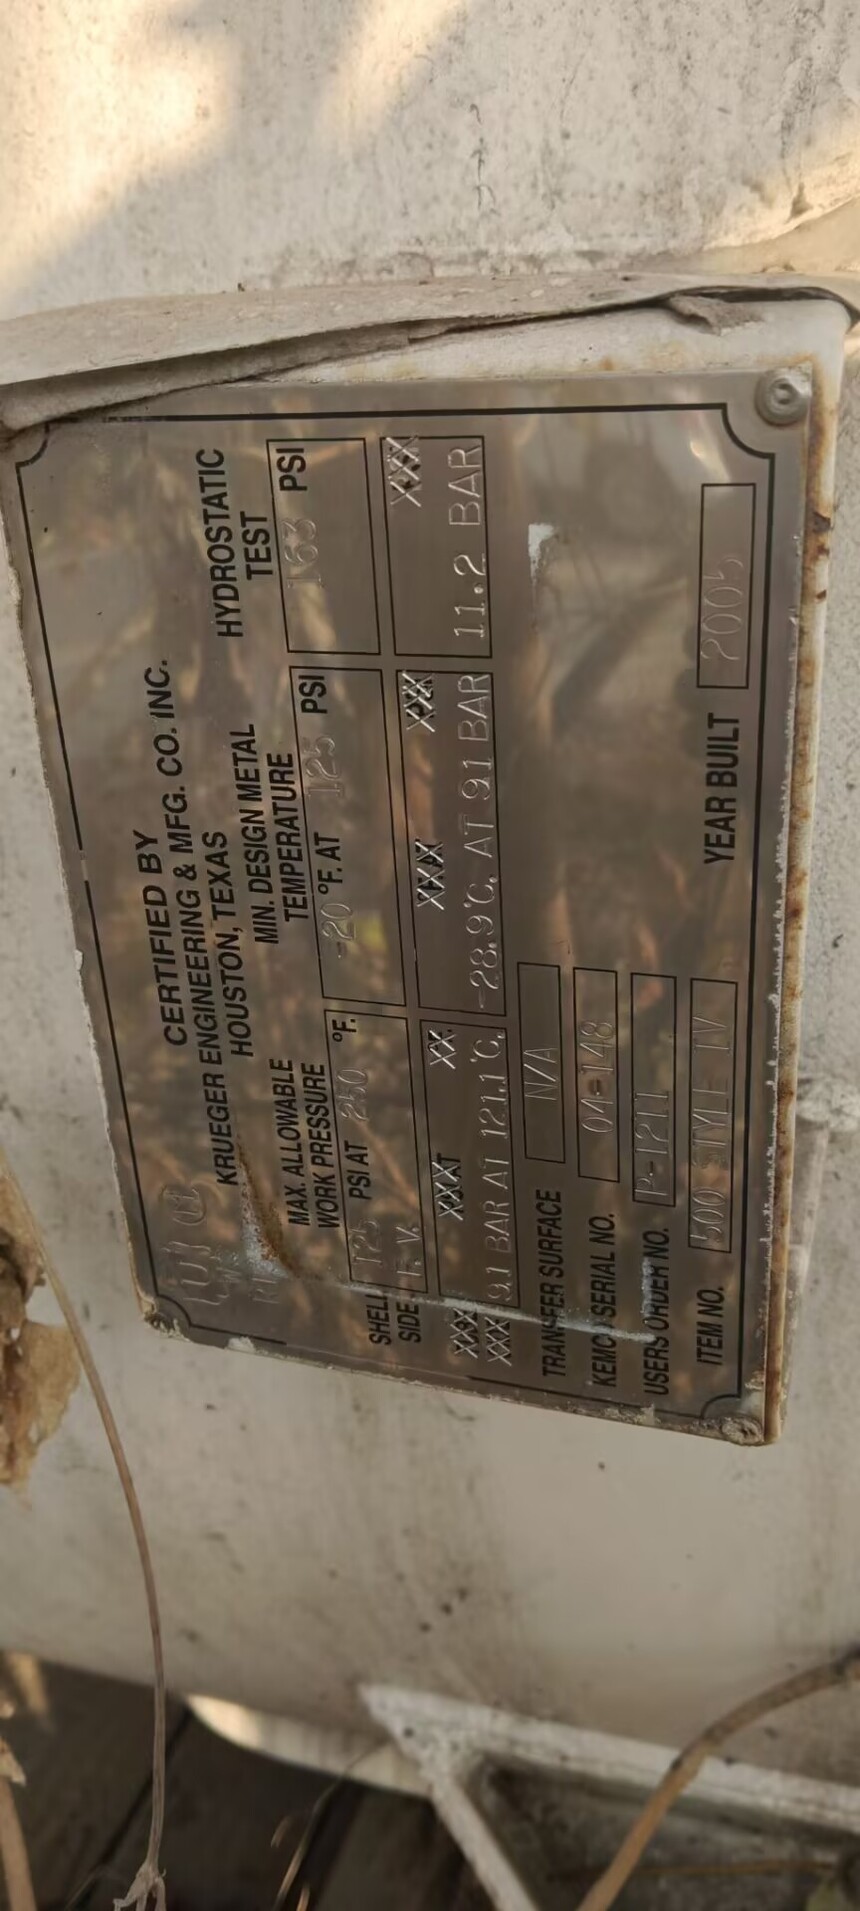 CERTIFIED BY
KRUEGER ENGINEERING & MFG. CO. INC.
HOUSTON, TEXAS
U
W
RT
MAX. ALLOWABLE WORK PRESSURE
MIN. DESIGN METAL TEMPERATURE
HYDROSTATIC TEST
SHELL SIDE 125 PSI AT 250 °F. -20 °F. AT 125 PSI 163 PSI
F.V.
XXX XXX XX XXX XXX XXX
XXX 9.1 BAR AT 121.1°C. -28.9°C. AT 9.1 BAR 11.2 BAR
TRANSFER SURFACE N/A
KEMCO SERIAL NO. 04-148
USERS ORDER NO. P-1211
ITEM NO. 500 STYLE IV YEAR BUILT 2005